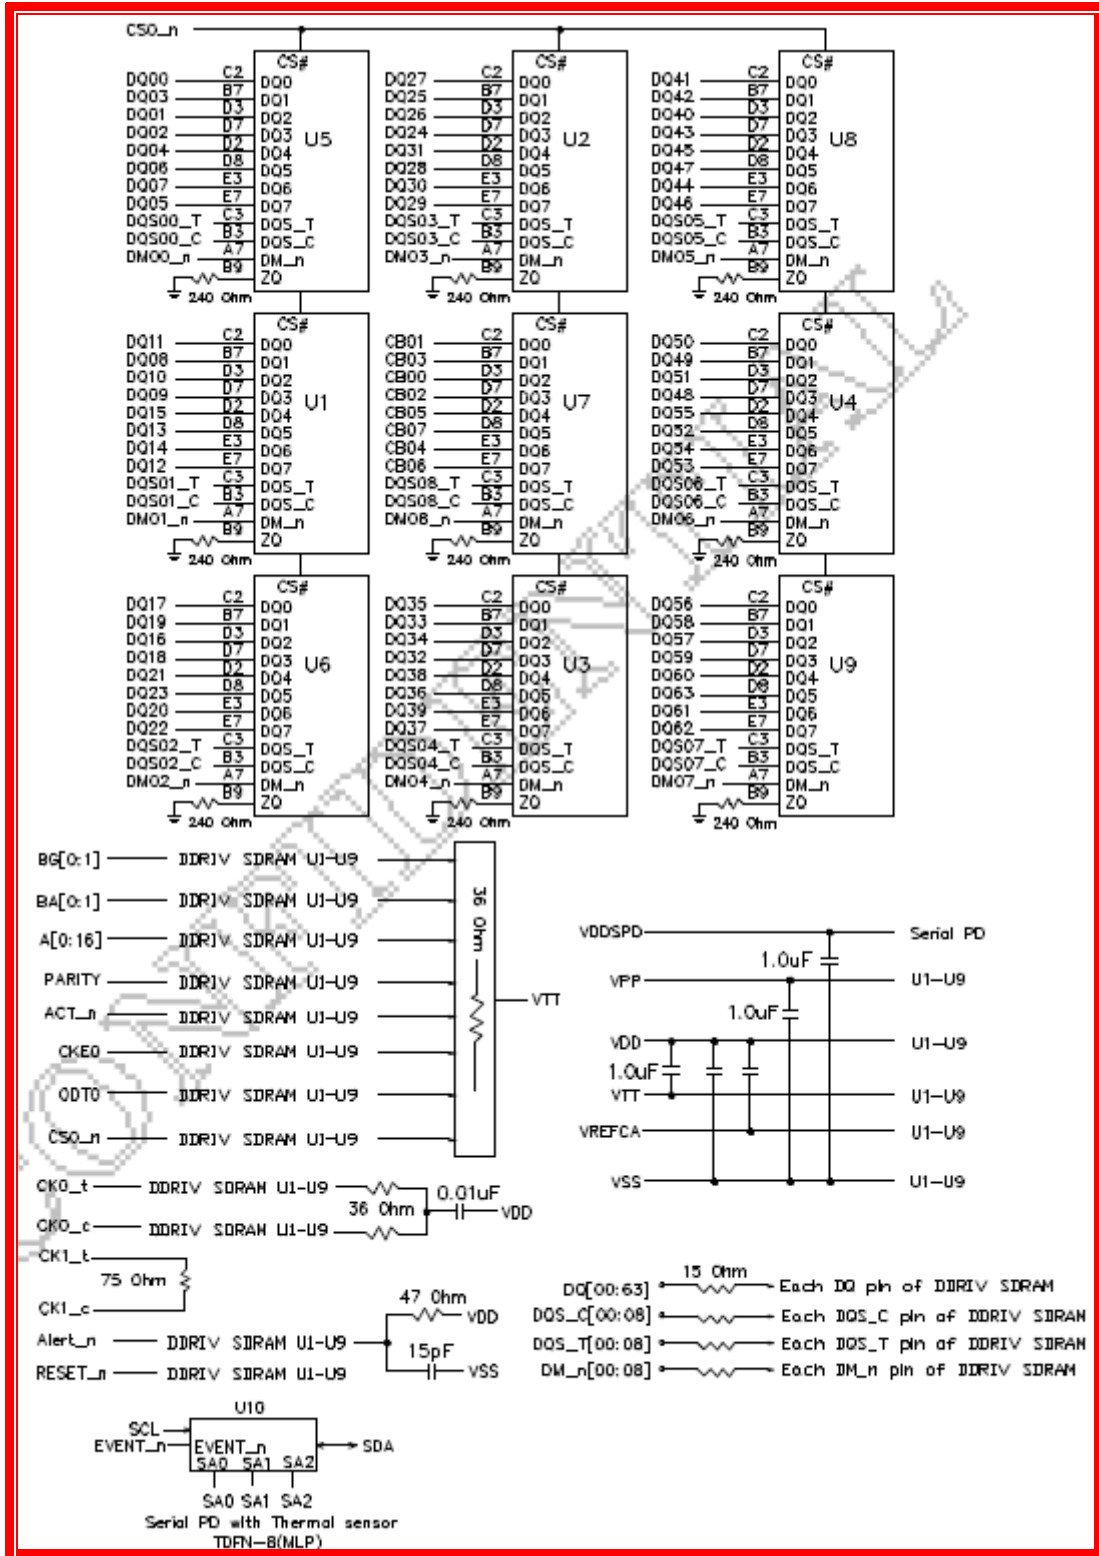 CS0_n
CS# CS# CS#
DQ00 C2 DQ0 DQ27 C2 DQ0 DQ41 C2 DQ0
DQ03 B7 DQ1 DQ25 B7 DQ1 DQ42 B7 DQ1
DQ01 D3 DQ2 DQ26 D3 DQ2 DQ40 D3 DQ2
DQ02 D7 DQ3 U5 DQ24 D7 DQ3 U2 DQ43 D7 DQ3 U8
DQ04 D2 DQ4 DQ31 D2 DQ4 DQ45 D2 DQ4
DQ06 D8 DQ5 DQ28 D8 DQ5 DQ47 D8 DQ5
DQ07 E3 DQ6 DQ30 E3 DQ6 DQ44 E3 DQ6
DQ05 E7 DQ7 DQ29 E7 DQ7 DQ46 E7 DQ7
DQS00_T C3 DQS_T DQS03_T C3 DQS_T DQS05_T C3 DQS_T
DQS00_C B3 DQS_C DQS03_C B3 DQS_C DQS05_C B3 DQS_C
DM00_n A7 DM_n DM03_n A7 DM_n DM05_n A7 DM_n
B9 ZQ B9 ZQ B9 ZQ
240 Ohm 240 Ohm 240 Ohm
CS# CS# CS#
DQ11 C2 DQ0 CB01 C2 DQ0 DQ50 C2 DQ0
DQ08 B7 DQ1 CB03 B7 DQ1 DQ49 B7 DQ1
DQ10 D3 DQ2 CB00 D3 DQ2 DQ51 D3 DQ2
DQ09 D7 DQ3 U1 CB02 D7 DQ3 U7 DQ48 D7 DQ3 U4
DQ15 D2 DQ4 CB05 D2 DQ4 DQ55 D2 DQ4
DQ13 D8 DQ5 CB07 D8 DQ5 DQ52 D8 DQ5
DQ14 E3 DQ6 CB04 E3 DQ6 DQ54 E3 DQ6
DQ12 E7 DQ7 CB06 E7 DQ7 DQ53 E7 DQ7
DQS01_T C3 DQS_T DQS08_T C3 DQS_T DQS06_T C3 DQS_T
DQS01_C B3 DQS_C DQS08_C B3 DQS_C DQS06_C B3 DQS_C
DM01_n A7 DM_n DM08_n A7 DM_n DM06_n A7 DM_n
B9 ZQ B9 ZQ B9 ZQ
240 Ohm 240 Ohm 240 Ohm
CS# CS# CS#
DQ17 C2 DQ0 DQ35 C2 DQ0 DQ56 C2 DQ0
DQ19 B7 DQ1 DQ33 B7 DQ1 DQ58 B7 DQ1
DQ16 D3 DQ2 DQ34 D3 DQ2 DQ57 D3 DQ2
DQ18 D7 DQ3 U6 DQ32 D7 DQ3 U3 DQ59 D7 DQ3 U9
DQ21 D2 DQ4 DQ38 D2 DQ4 DQ60 D2 DQ4
DQ23 D8 DQ5 DQ36 D8 DQ5 DQ63 D8 DQ5
DQ20 E3 DQ6 DQ39 E3 DQ6 DQ61 E3 DQ6
DQ22 E7 DQ7 DQ37 E7 DQ7 DQ62 E7 DQ7
DQS02_T C3 DQS_T DQS04_T C3 DQS_T DQS07_T C3 DQS_T
DQS02_C B3 DQS_C DQS04_C B3 DQS_C DQS07_C B3 DQS_C
DM02_n A7 DM_n DM04_n A7 DM_n DM07_n A7 DM_n
B9 ZQ B9 ZQ B9 ZQ
240 Ohm 240 Ohm 240 Ohm
BG[0:1] DDRIV SDRAM U1-U9
BA[0:1] DDRIV SDRAM U1-U9
A[0:16] DDRIV SDRAM U1-U9
PARITY DDRIV SDRAM U1-U9
ACT_n DDRIV SDRAM U1-U9
CKE0 DDRIV SDRAM U1-U9
ODT0 DDRIV SDRAM U1-U9
CS0_n DDRIV SDRAM U1-U9
36 Ohm
VTT
VDDSPD Serial PD
1.0uF
VPP U1-U9
1.0uF
VDD U1-U9
1.0uF
VTT U1-U9
VREFCA U1-U9
VSS U1-U9
CK0_t DDRIV SDRAM U1-U9
36 Ohm 0.01uF VDD
CK0_c DDRIV SDRAM U1-U9
CK1_t
75 Ohm
CK1_c
47 Ohm
VDD
Alert_n DDRIV SDRAM U1-U9
15pF
VSS
RESET_n DDRIV SDRAM U1-U9
15 Ohm
DQ[00:63] Each DQ pin of DDRIV SDRAM
DQS_C[00:08] Each DQS_C pin of DDRIV SDRAM
DQS_T[00:08] Each DQS_T pin of DDRIV SDRAM
DM_n[00:08] Each DM_n pin of DDRIV SDRAM
U10
SCL
EVENT_n EVENT_n SDA
SA0 SA1 SA2
SA0 SA1 SA2
Serial PD with Thermal sensor
TDFN-8(MLP)
CONFIDENTIAL